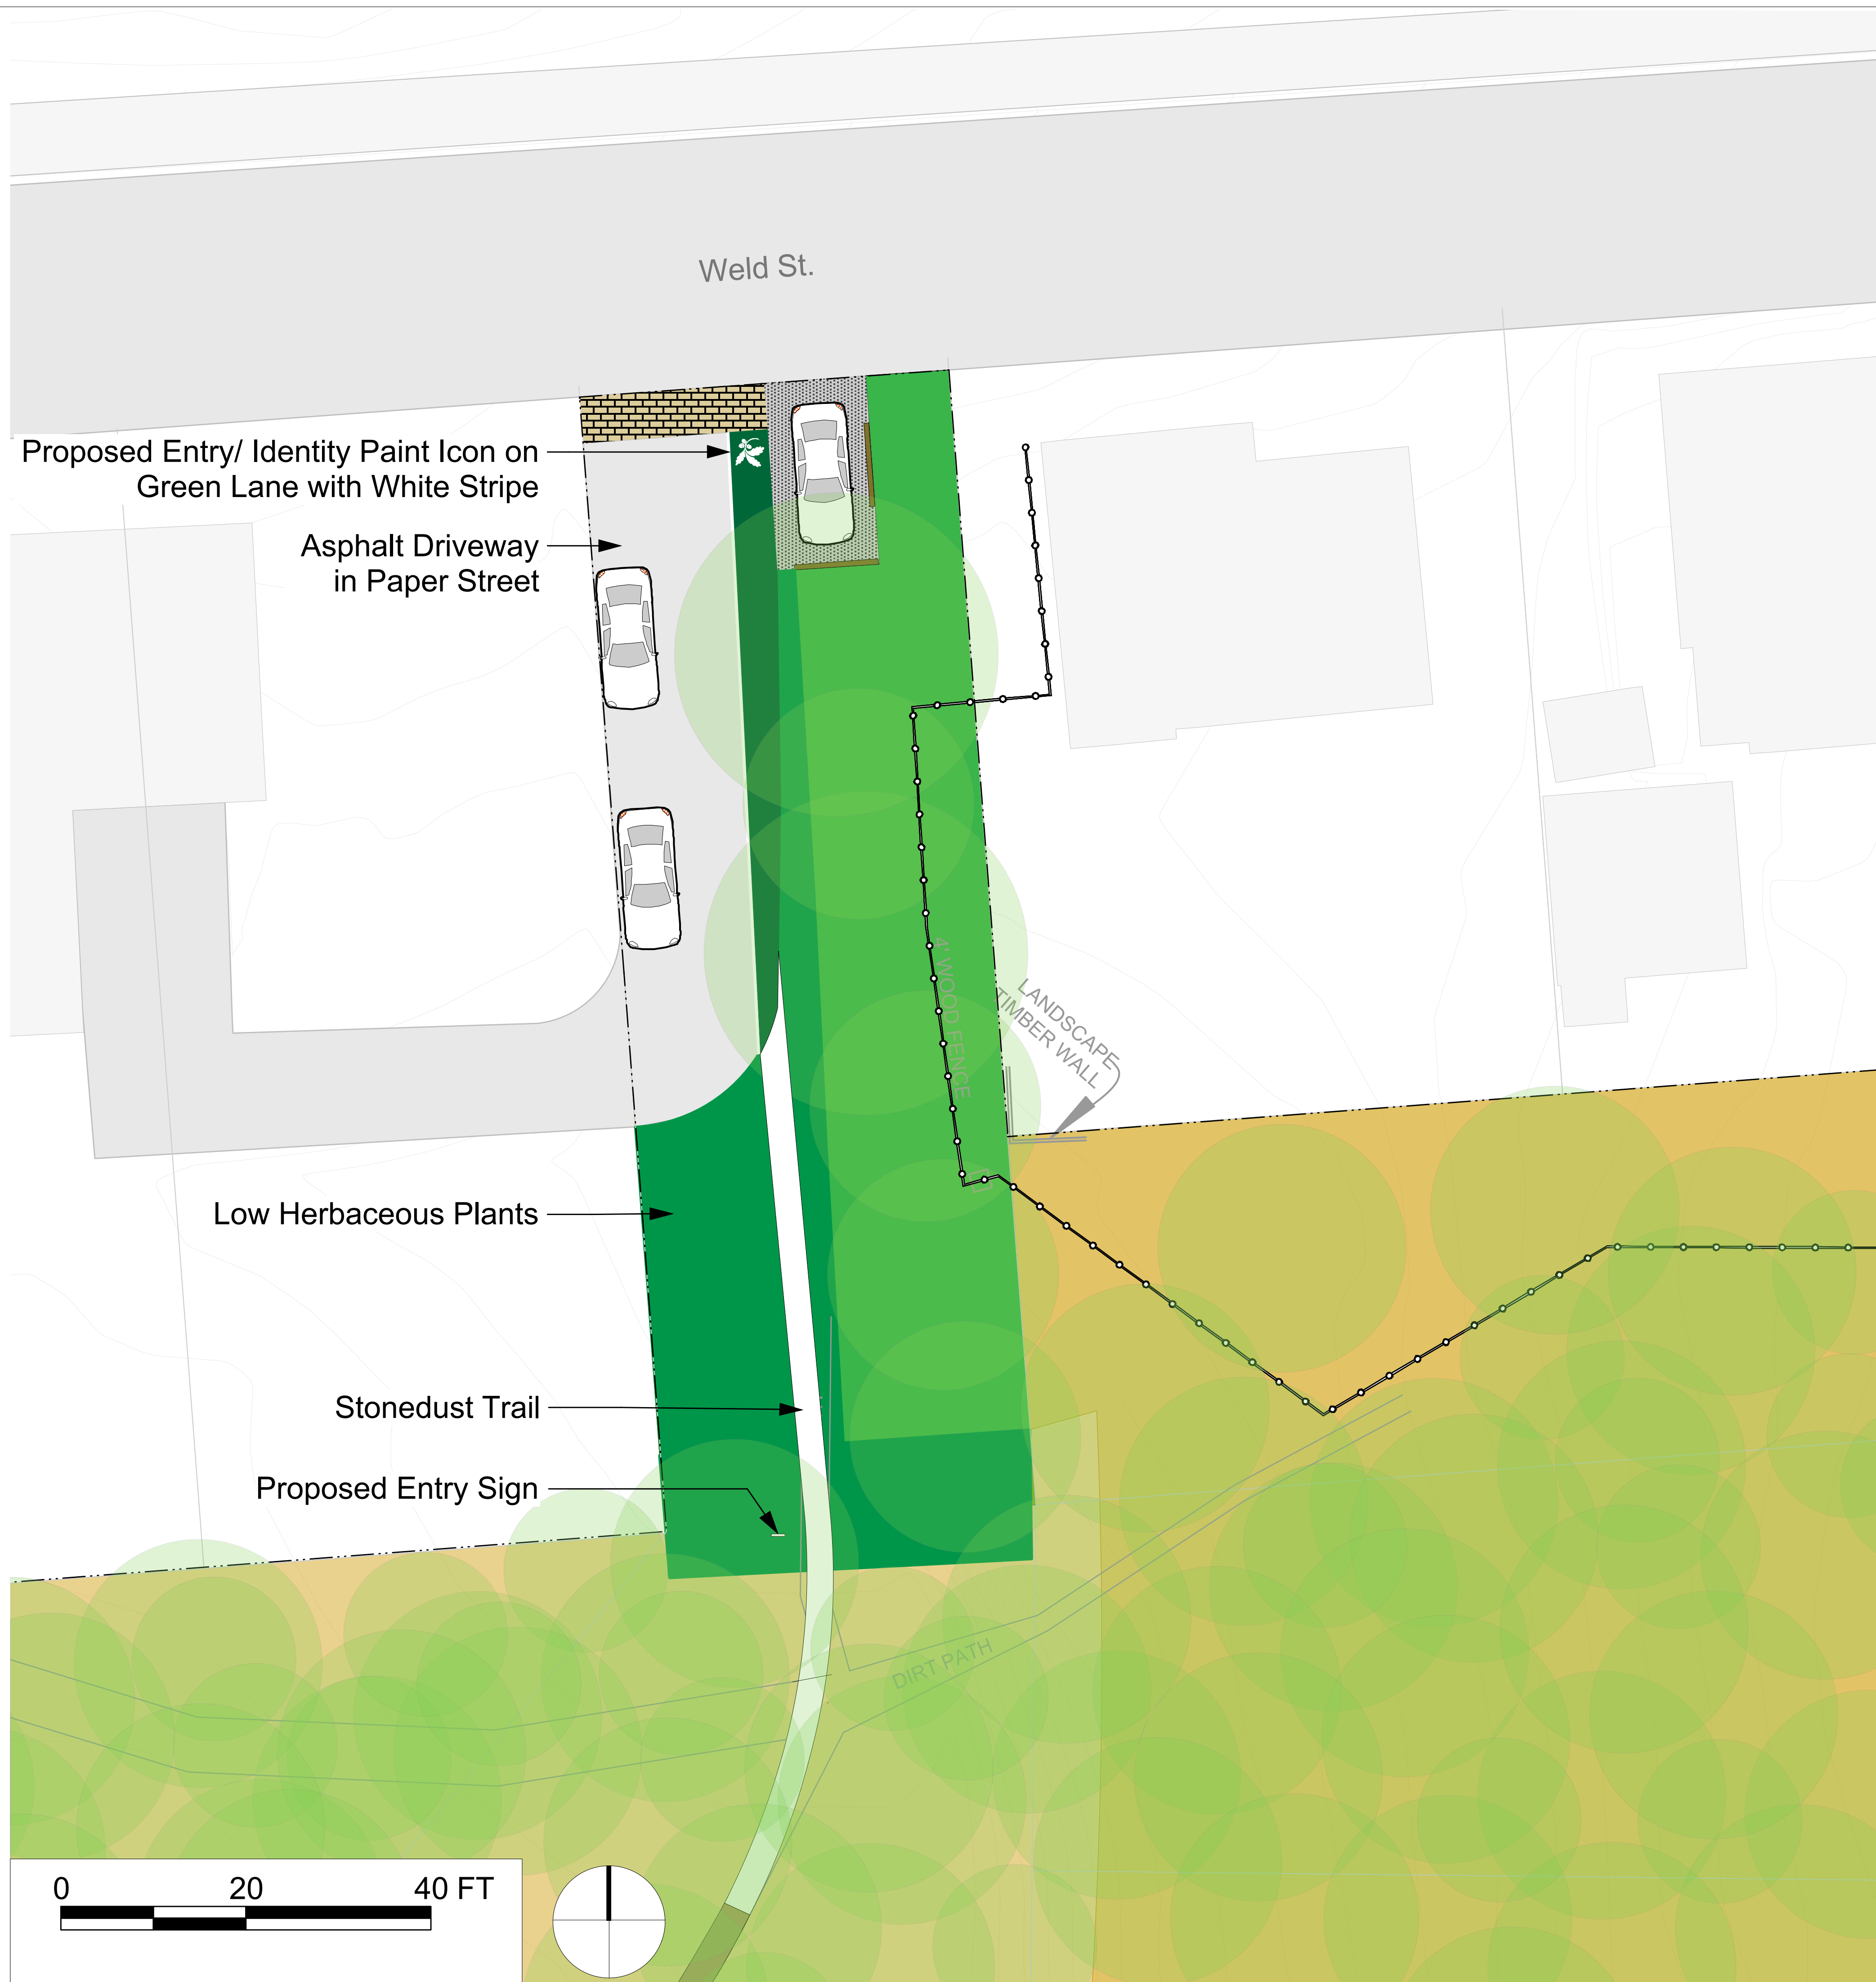 Weld St.
Proposed Entry/ Identity Paint Icon on
Green Lane with White Stripe
Asphalt Driveway
in Paper Street
4' WOOD FENCE
LANDSCAPE
TIMBER WALL
Low Herbaceous Plants
Stonedust Trail
Proposed Entry Sign
DIRT PATH
0 20 40 FT